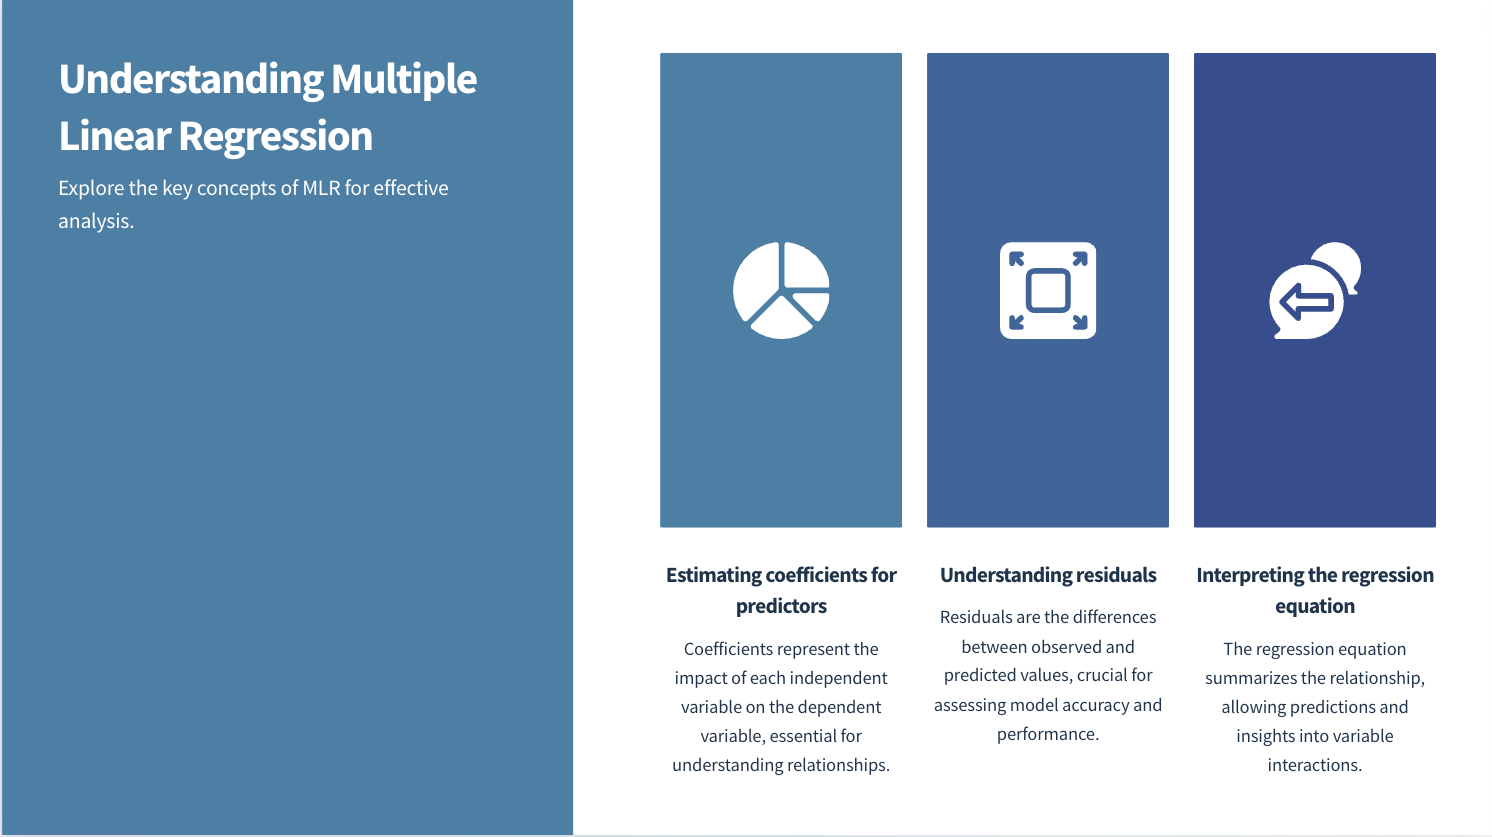 Understanding Multiple
Linear Regression
Explore the key concepts of MLR for effective
analysis.
Estimating coefficients for
predictors
Coefficients represent the
impact of each independent
variable on the dependent
variable, essential for
understanding relationships.
Understanding residuals
Residuals are the differences
between observed and
predicted values, crucial for
assessing model accuracy and
performance.
Interpreting the regression
equation
The regression equation
summarizes the relationship,
allowing predictions and
insights into variable
interactions.